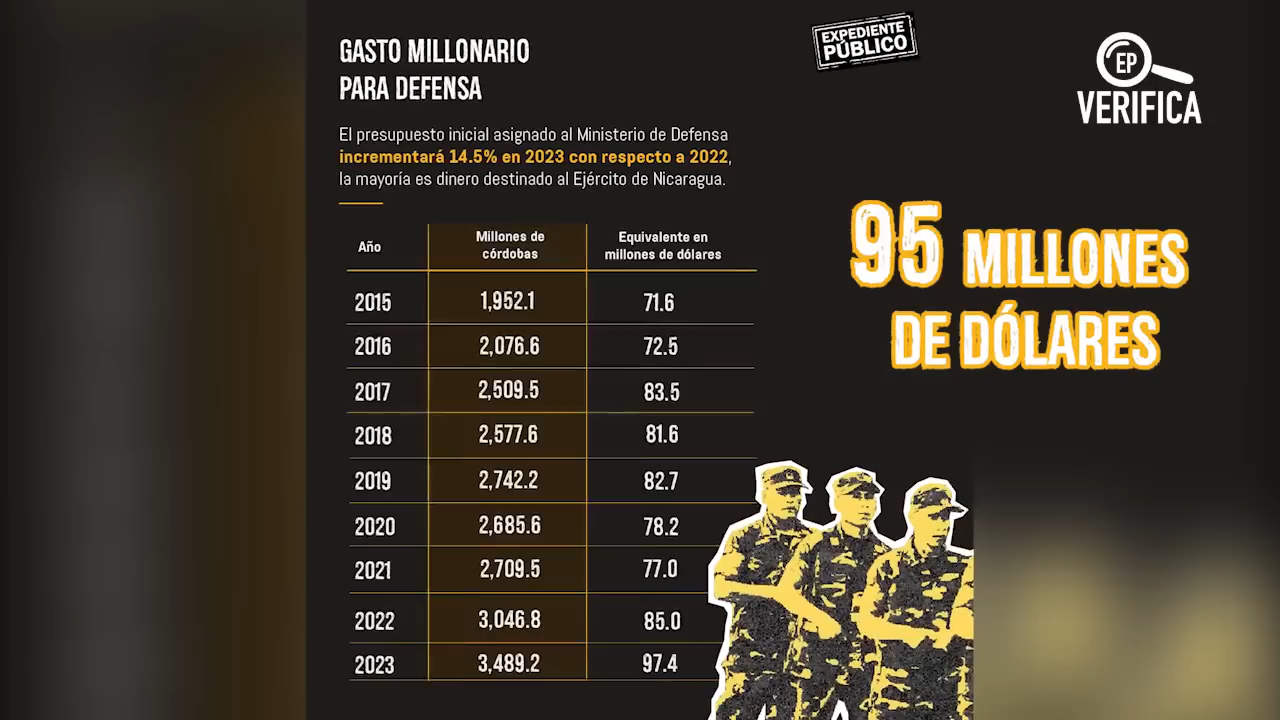 GASTO MILLONARIO
PARA DEFENSA
El presupuesto inicial asignado al Ministerio de Defensa
incrementará 14.5% en 2023 con respecto a 2022,
la mayoría es dinero destinado al Ejército de Nicaragua.
Año
Millones de
córdobas
Equivalente en
millones de dólares
2015 1,952.1 71.6
2016 2,076.6 72.5
2017 2,509.5 83.5
2018 2,577.6 81.6
2019 2,742.2 82.7
2020 2,685.6 78.2
2021 2,709.5 77.0
2022 3,046.8 85.0
2023 3,489.2 97.4
EXPEDIENTE
PÚBLICO
EP
VERIFICA
95 MILLONES
DE DÓLARES